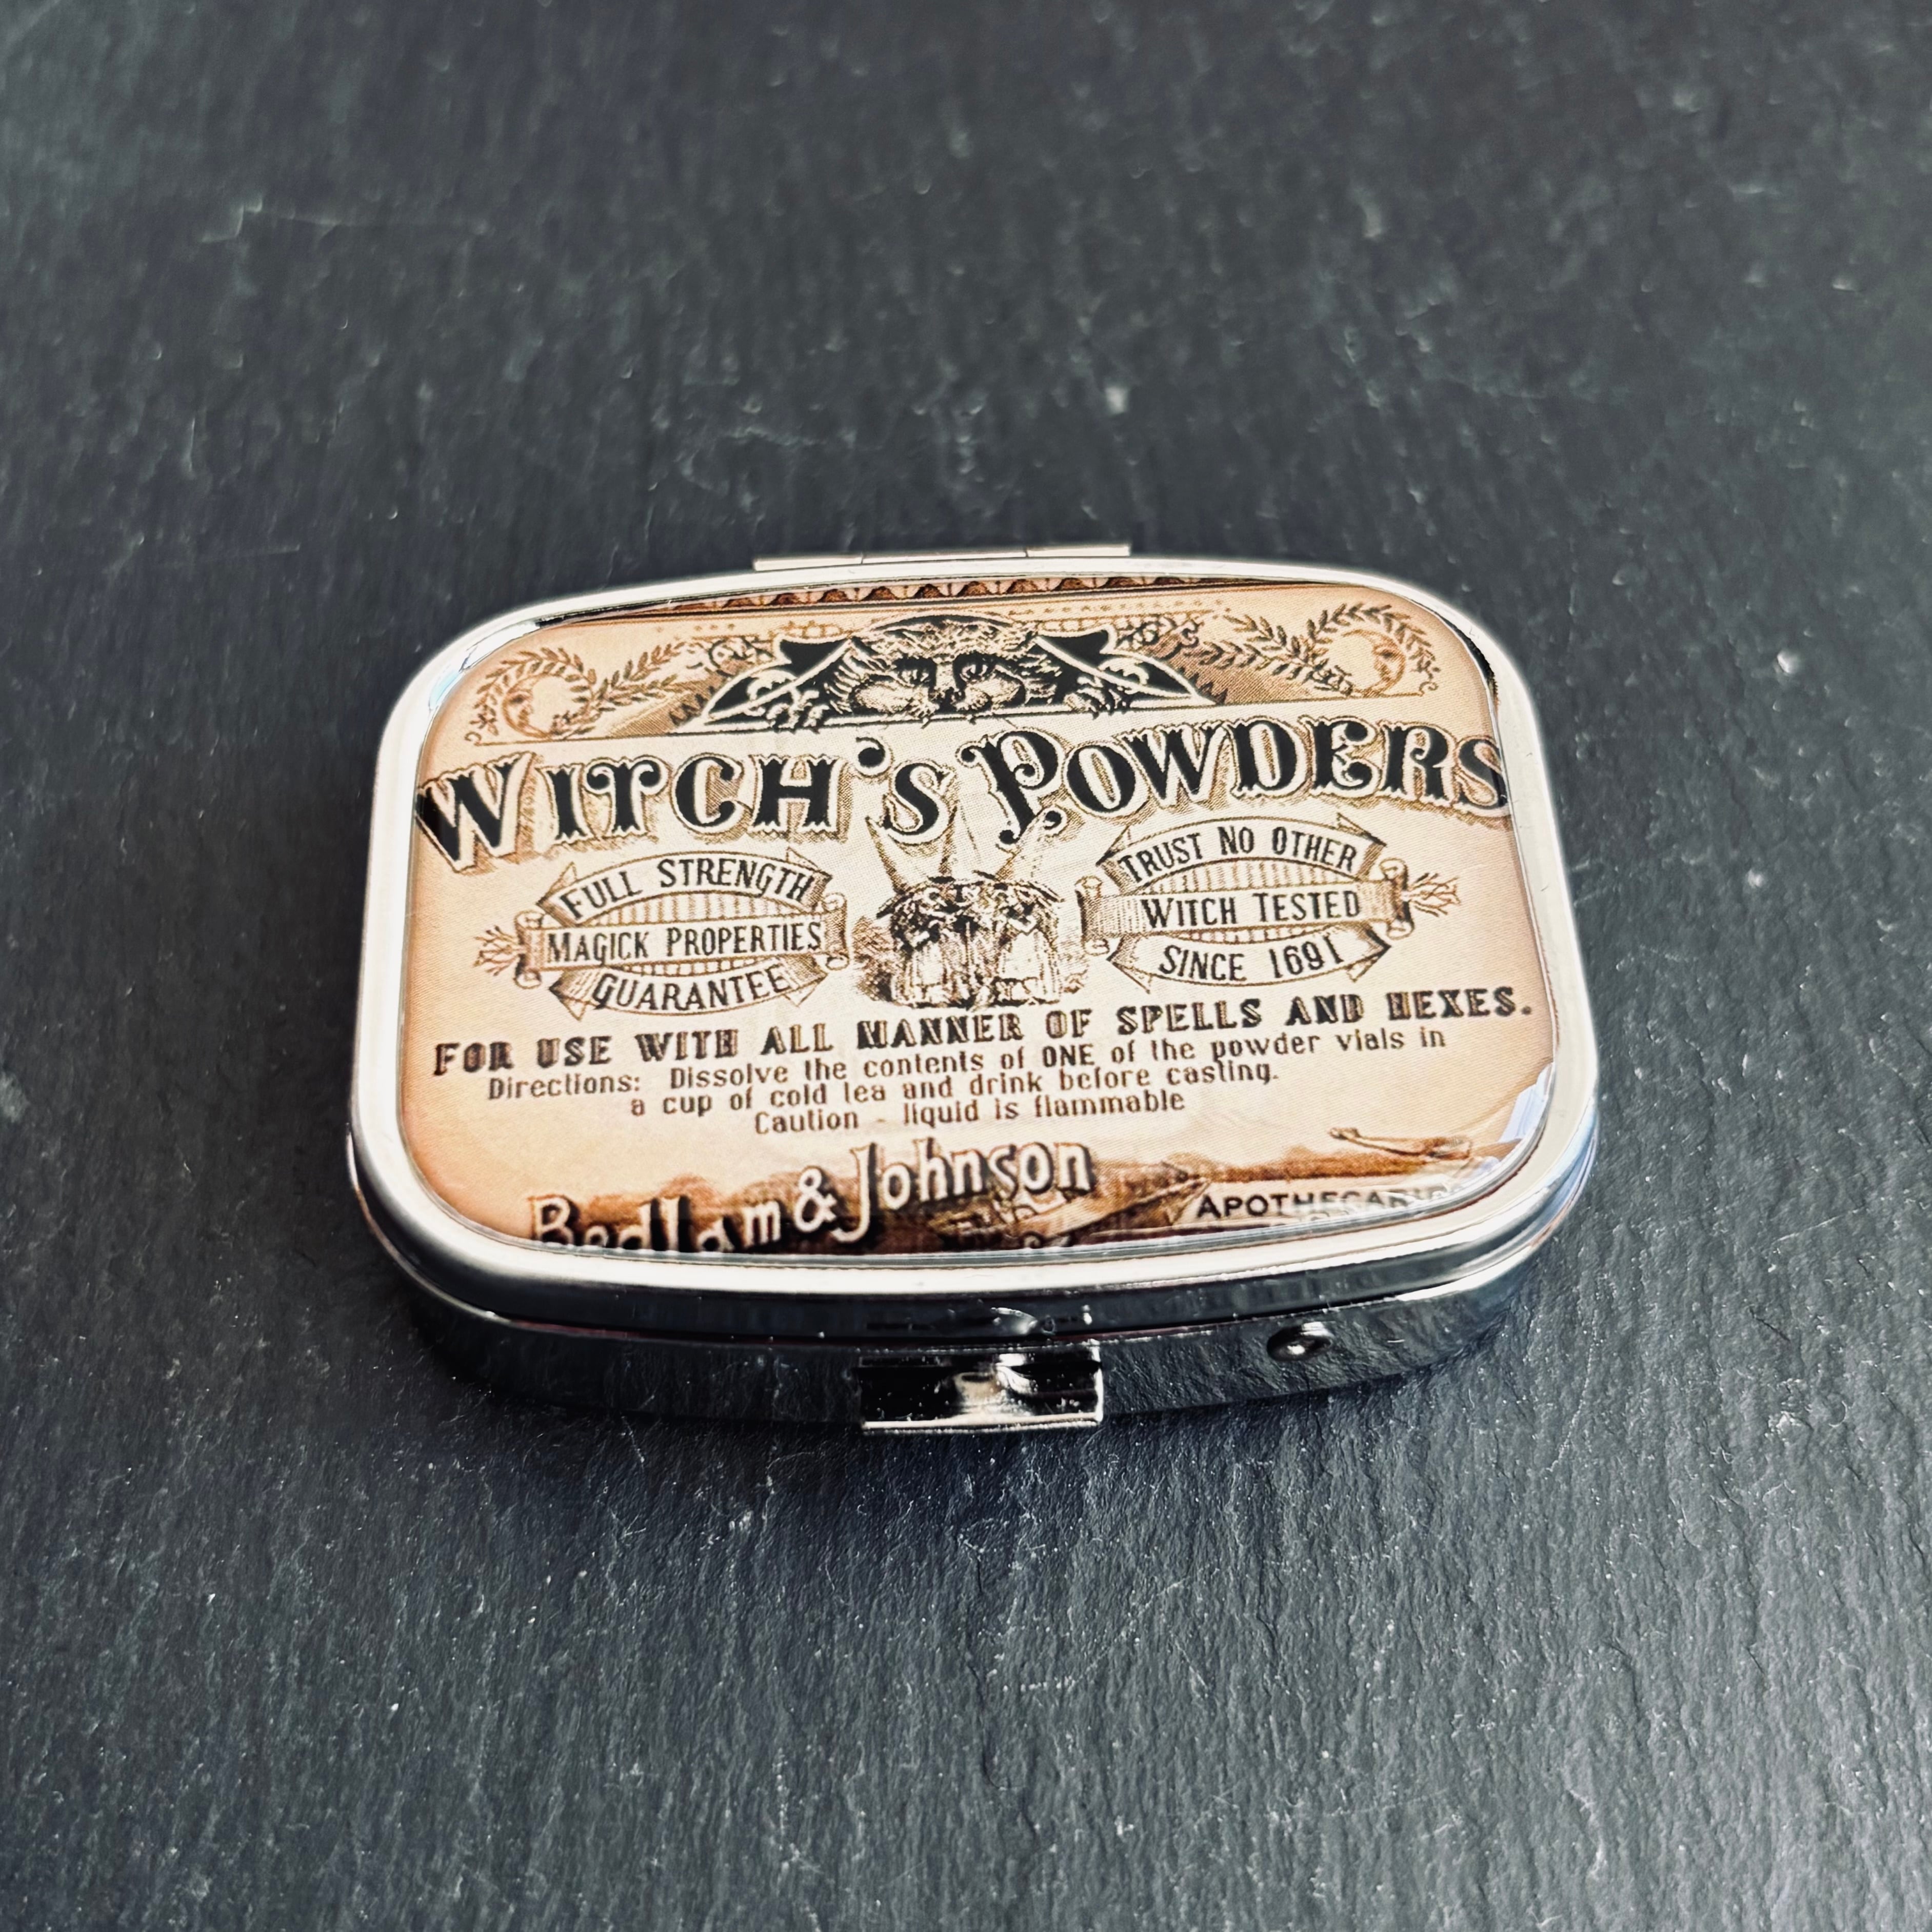 WITCH'S POWDERS
FULL STRENGTH
MAGICK PROPERTIES
GUARANTEE
TRUST NO OTHER
WITCH TESTED
SINCE 1691
FOR USE WITH ALL MANNER OF SPELLS AND HEXES.
Directions: Dissolve the contents of ONE of the powder vials in
a cup of cold tea and drink before casting.
Caution - liquid is flammable
Bedlam & Johnson